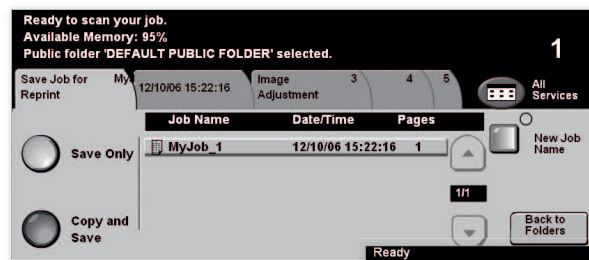 Ready to scan your job.
Available Memory: 95%
Public folder 'DEFAULT PUBLIC FOLDER' selected.
1
Save Job for Reprint
My
12/10/06 15:22:16
Image Adjustment
3
4
5
All Services
Job Name Date/Time Pages
Save Only
MyJob_1 12/10/06 15:22:16 1
New Job Name
1/1
Copy and Save
Back to Folders
Ready